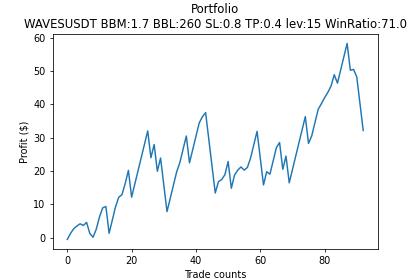 Portfolio
WAVESUSDT BBM:1.7 BBL:260 SL:0.8 TP:0.4 lev:15 WinRatio:71.0
60
50
40
30
20
10
0
Profit ($)
0 20 40 60 80
Trade counts